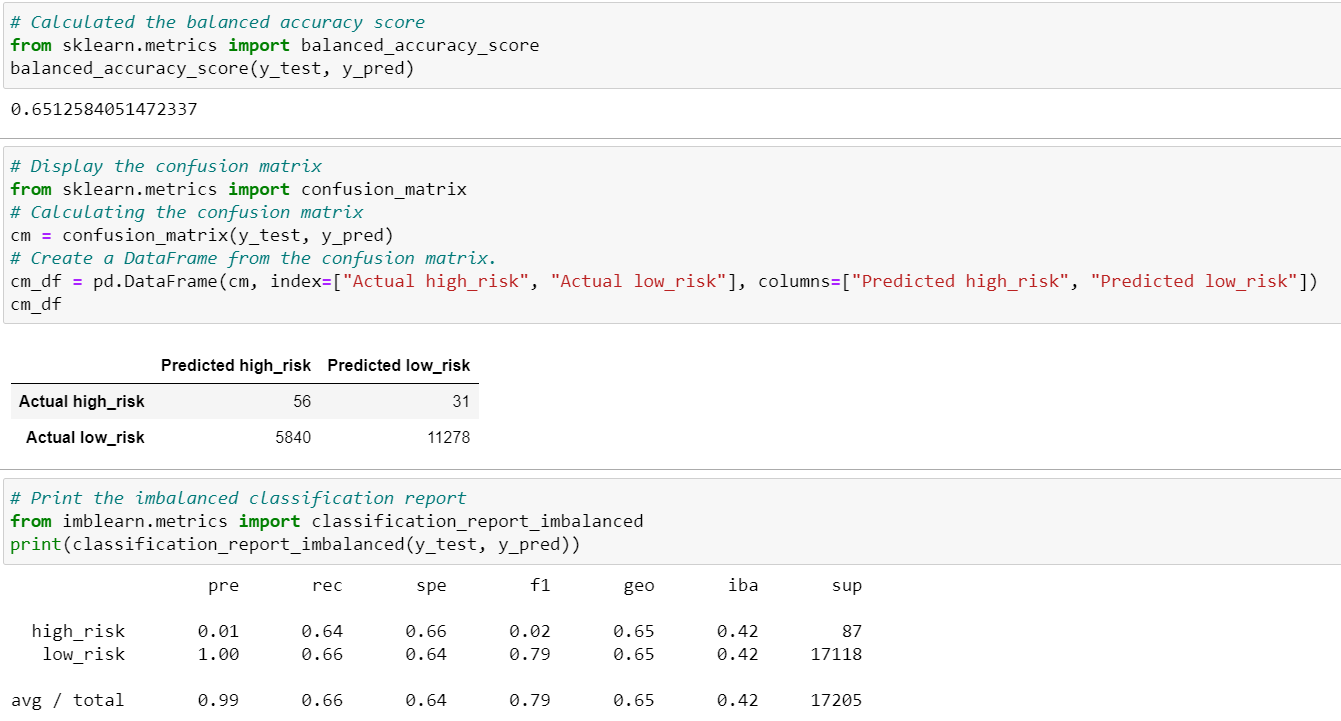 # Calculated the balanced accuracy score
from sklearn.metrics import balanced_accuracy_score
balanced_accuracy_score(y_test, y_pred)
0.6512584051472337
# Display the confusion matrix
from sklearn.metrics import confusion_matrix
# Calculating the confusion matrix
cm = confusion_matrix(y_test, y_pred)
# Create a DataFrame from the confusion matrix.
cm_df = pd.DataFrame(cm, index=["Actual high_risk", "Actual low_risk"], columns=["Predicted high_risk", "Predicted low_risk"])
cm_df
Predicted high_risk Predicted low_risk
Actual high_risk 56 31
Actual low_risk 5840 11278
# Print the imbalanced classification report
from imblearn.metrics import classification_report_imbalanced
print(classification_report_imbalanced(y_test, y_pred))
pre rec spe f1 geo iba sup
high_risk 0.01 0.64 0.66 0.02 0.65 0.42 87
low_risk 1.00 0.66 0.64 0.79 0.65 0.42 17118
avg / total 0.99 0.66 0.64 0.79 0.65 0.42 17205